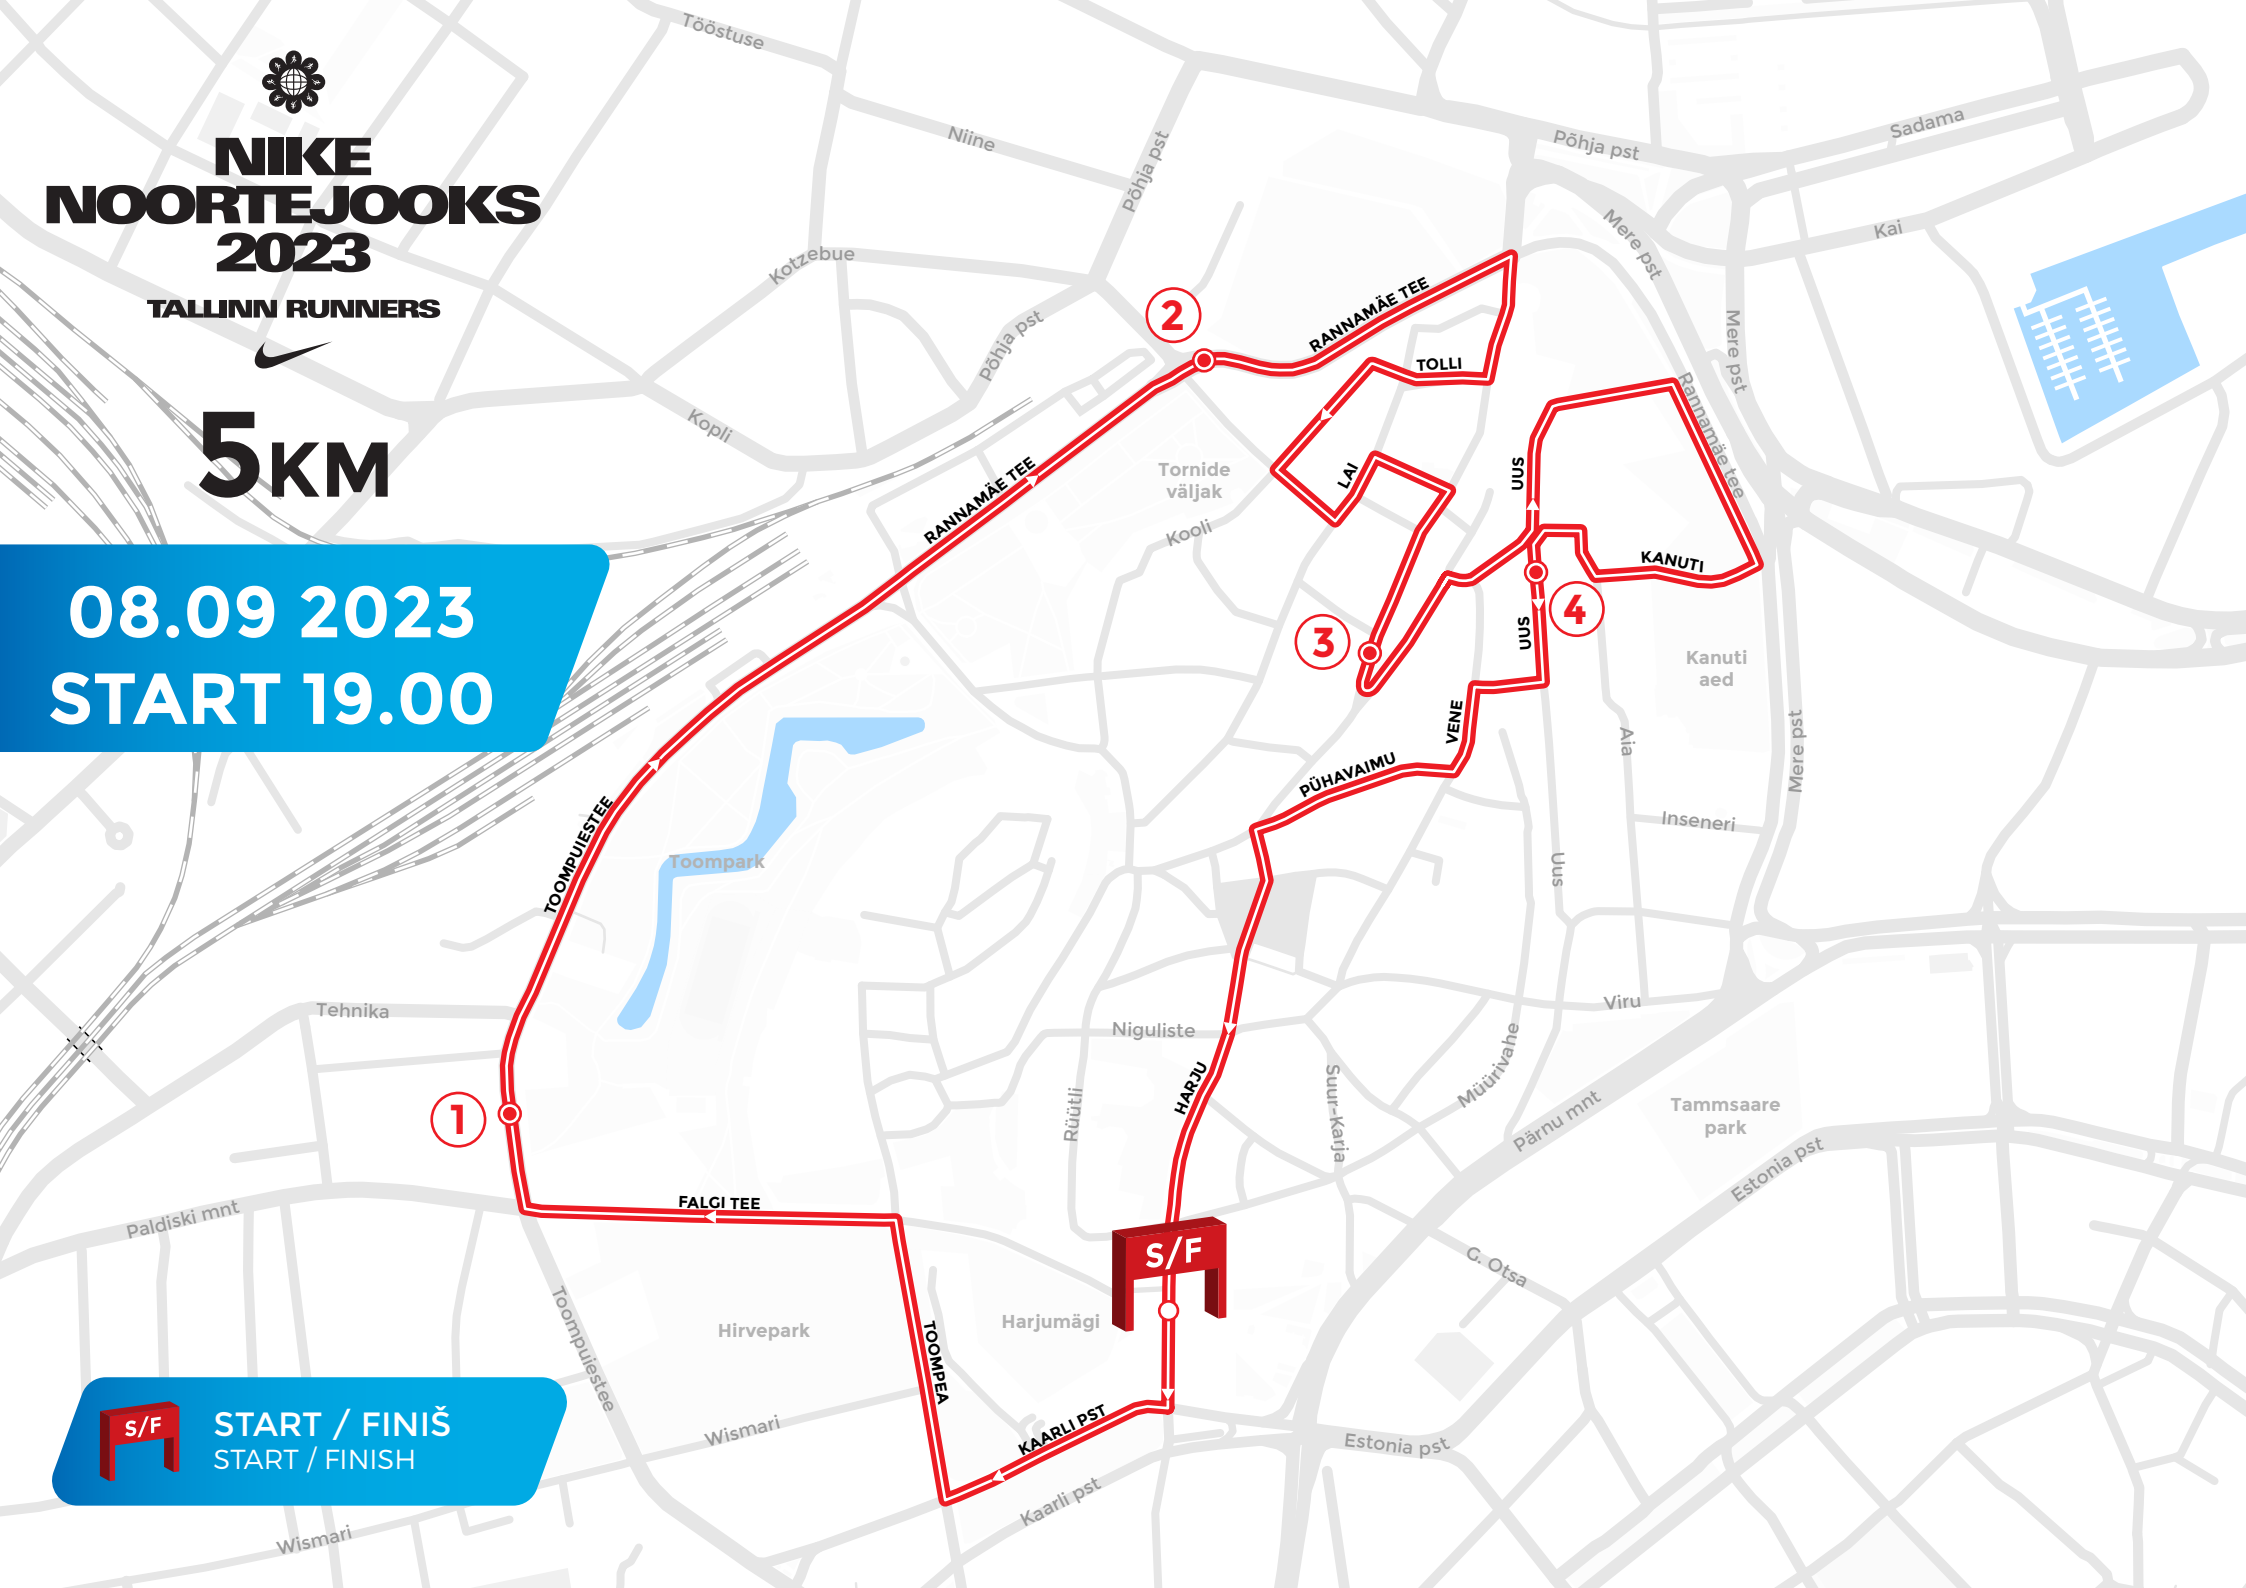 NIKE
NOORTEJOOKS
2023
TALLINN RUNNERS
5KM
08.09 2023
START 19.00
Tööstuse
Niine
Põhja pst
Põhja pst
Sadama
Kai
Mere pst
Mere pst
Kotzebue
Põhja pst
Kopli
2
RANNAMÄE TEE
TOLLI
Rannamäe tee
RANNAMÄE TEE
Tornide
väljak
LAI
UUS
Kooli
KANUTI
3
4
UUS
Kanuti
aed
VENE
PÜHAVAIMU
Aia
Mere pst
Inseneri
TOOMPUIESTEE
Toompark
Uus
Tehnika
Niguliste
Viru
HARJU
Müürivahe
Rüütli
Suur-Karja
Pärnu mnt
Tammsaare
park
Estonia pst
1
FALGI TEE
Paldiski mnt
S/F
G. Otsa
Toompuiestee
Hirvepark
Harjumägi
TOOMPEA
Wismari
KAARLI PST
Estonia pst
Kaarli pst
Wismari
S/F
START / FINIŠ
START / FINISH